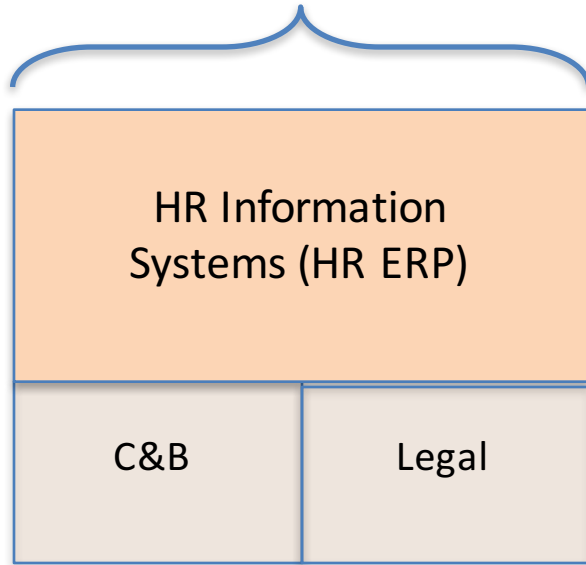 HR Information
Systems (HR ERP)
C&B
Legal